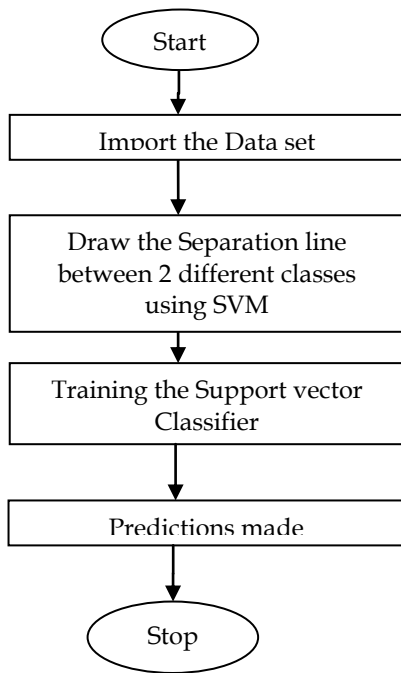 Start
Import the Data set
Draw the Separation line
between 2 different classes
using SVM
Training the Support vector
Classifier
Predictions made
Stop